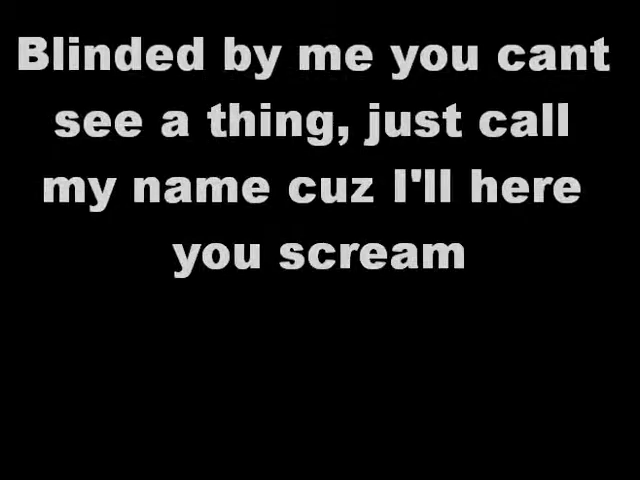 Blinded by me you cant
see a thing, just call
my name cuz I'll here
you scream